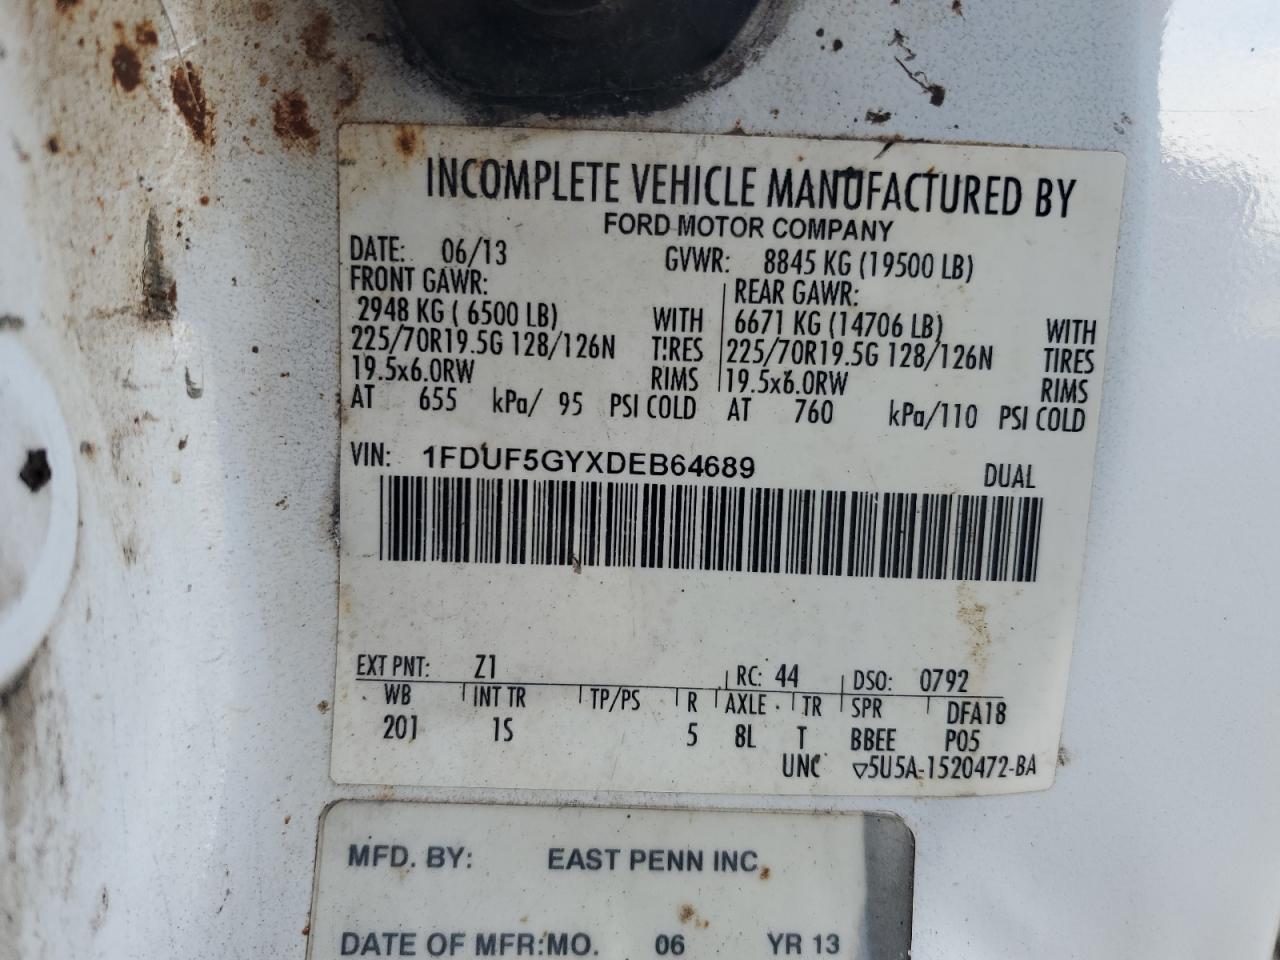 INCOMPLETE VEHICLE MANUFACTURED BY
FORD MOTOR COMPANY
DATE: 06/13 GVWR: 8845 KG (19500 LB)
FRONT GAWR: REAR GAWR:
2948 KG ( 6500 LB) WITH 6671 KG (14706 LB) WITH
225/70R19.5G 128/126N TIRES 225/70R19.5G 128/126N TIRES
19.5x6.0RW RIMS 19.5x6.0RW RIMS
AT 655 kPa/ 95 PSI COLD AT 760 kPa/110 PSI COLD
VIN: 1FDUF5GYXDEB64689 DUAL
EXT PNT: Z1 RC: 44 DSO: 0792
WB INT TR TP/PS R AXLE TR SPR DFA18
201 1S 5 8L T BBEE P05
UNC ▽5U5A-1520472-BA
MFD. BY: EAST PENN INC.
DATE OF MFR:MO. 06 YR 13